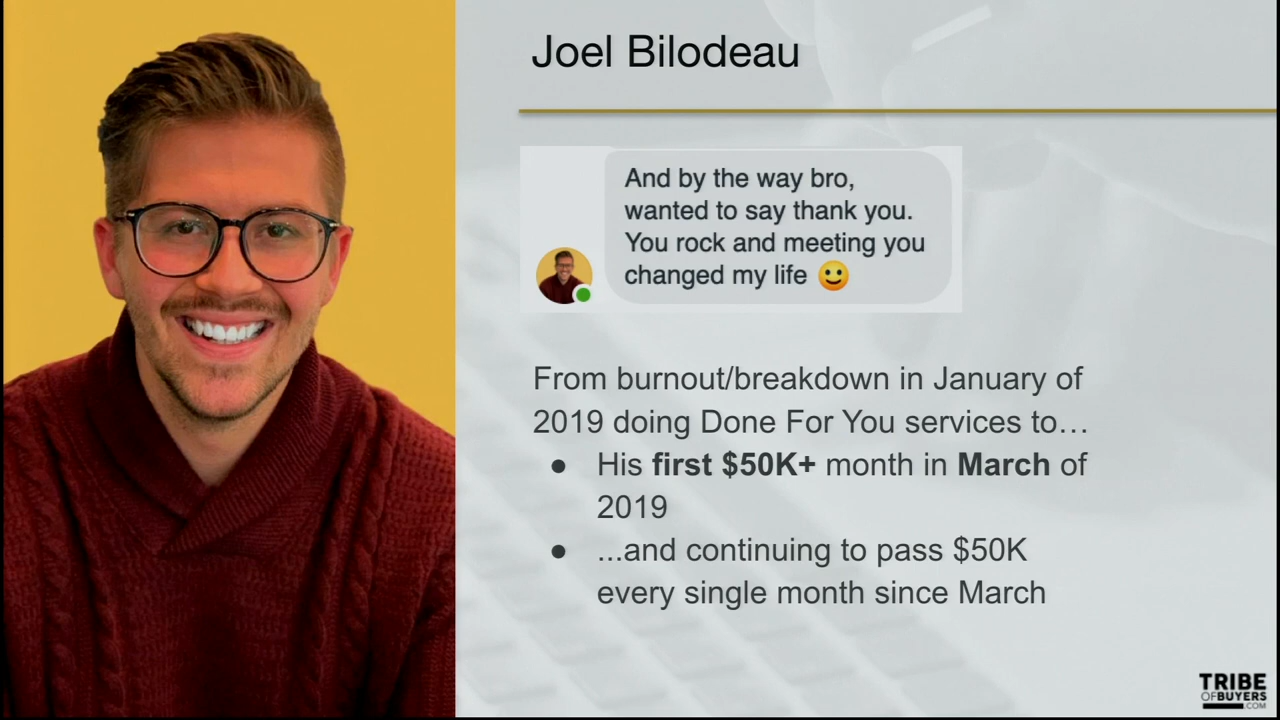 Joel Bilodeau
And by the way bro,
wanted to say thank you.
You rock and meeting you
changed my life 🙂
From burnout/breakdown in January of
2019 doing Done For You services to…
● His first $50K+ month in March of
2019
● ...and continuing to pass $50K
every single month since March
TRIBE
OFBUYERS
.COM